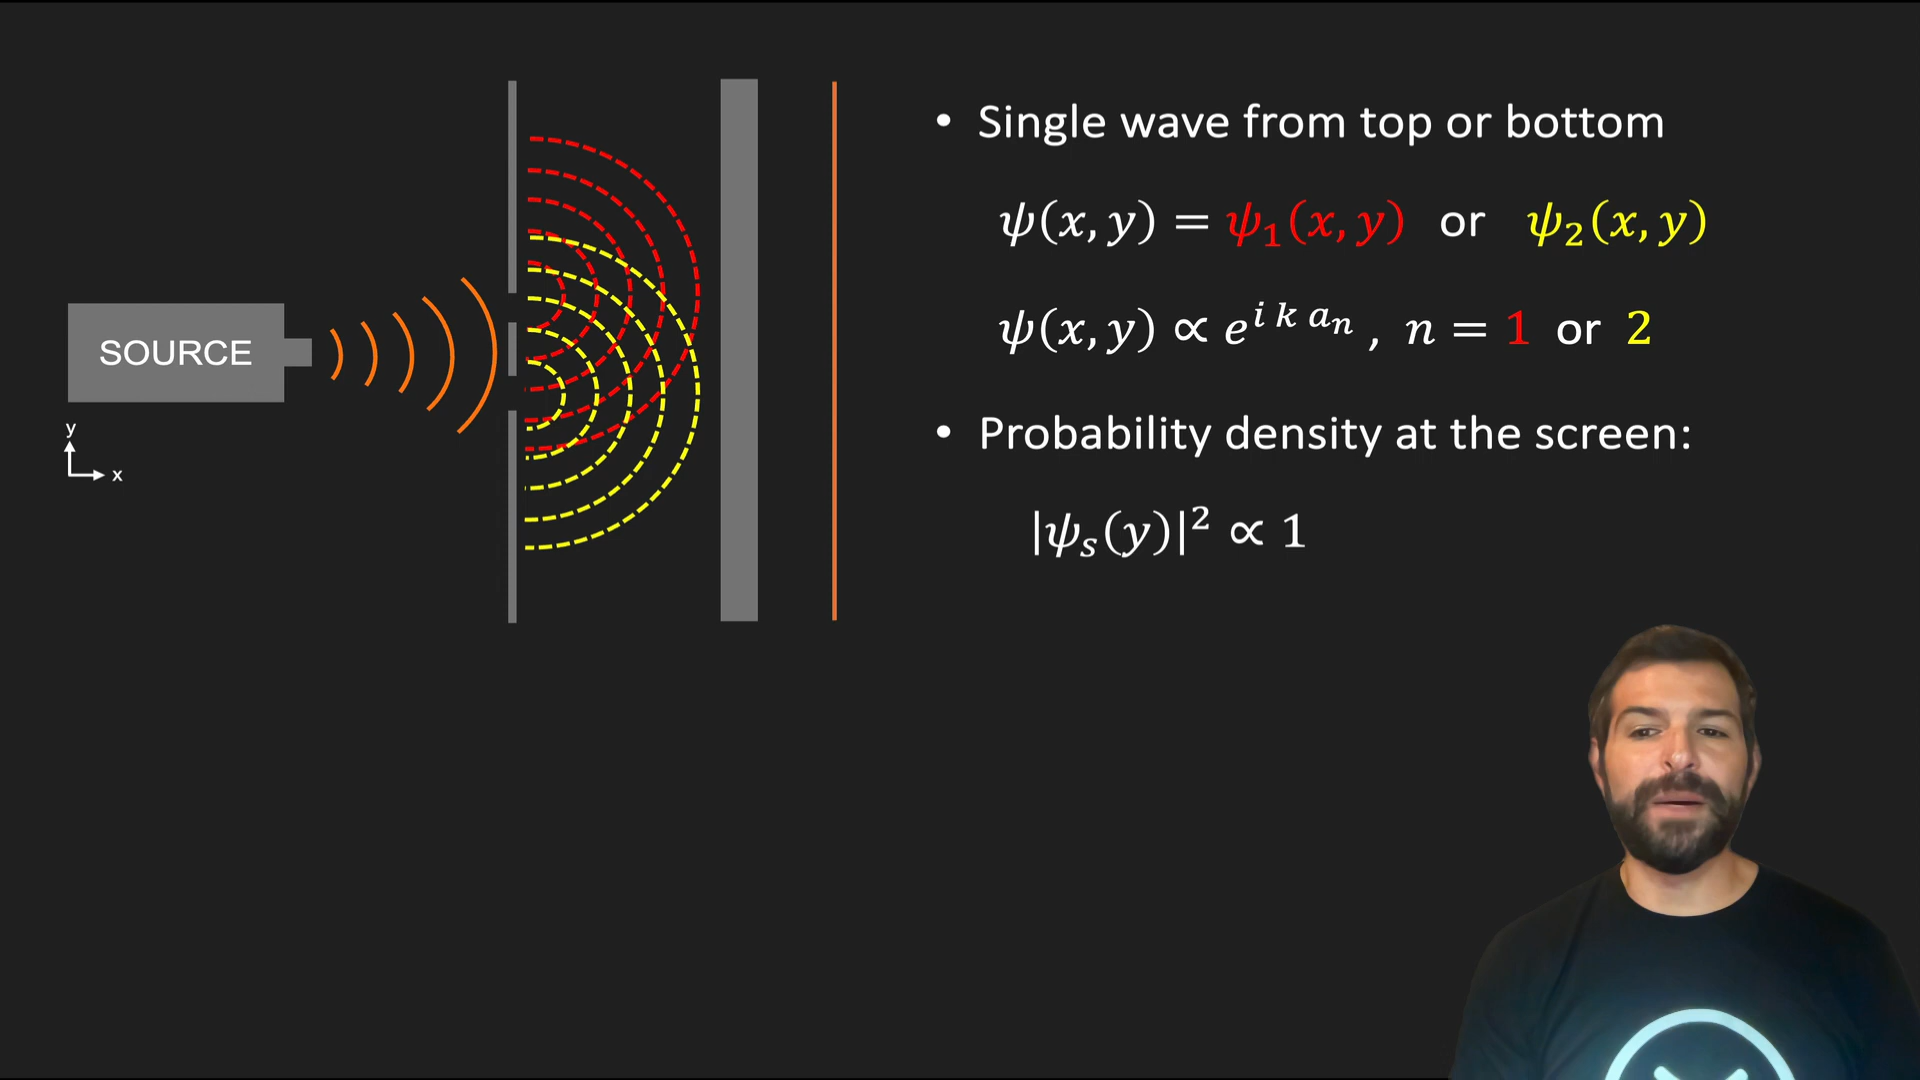 SOURCE
y
x
• Single wave from top or bottom
ψ(x, y) = ψ₁(x, y) or ψ₂(x, y)
ψ(x, y) ∝ e^{i k a_n} , n = 1 or 2
• Probability density at the screen:
|ψₛ(y)|² ∝ 1